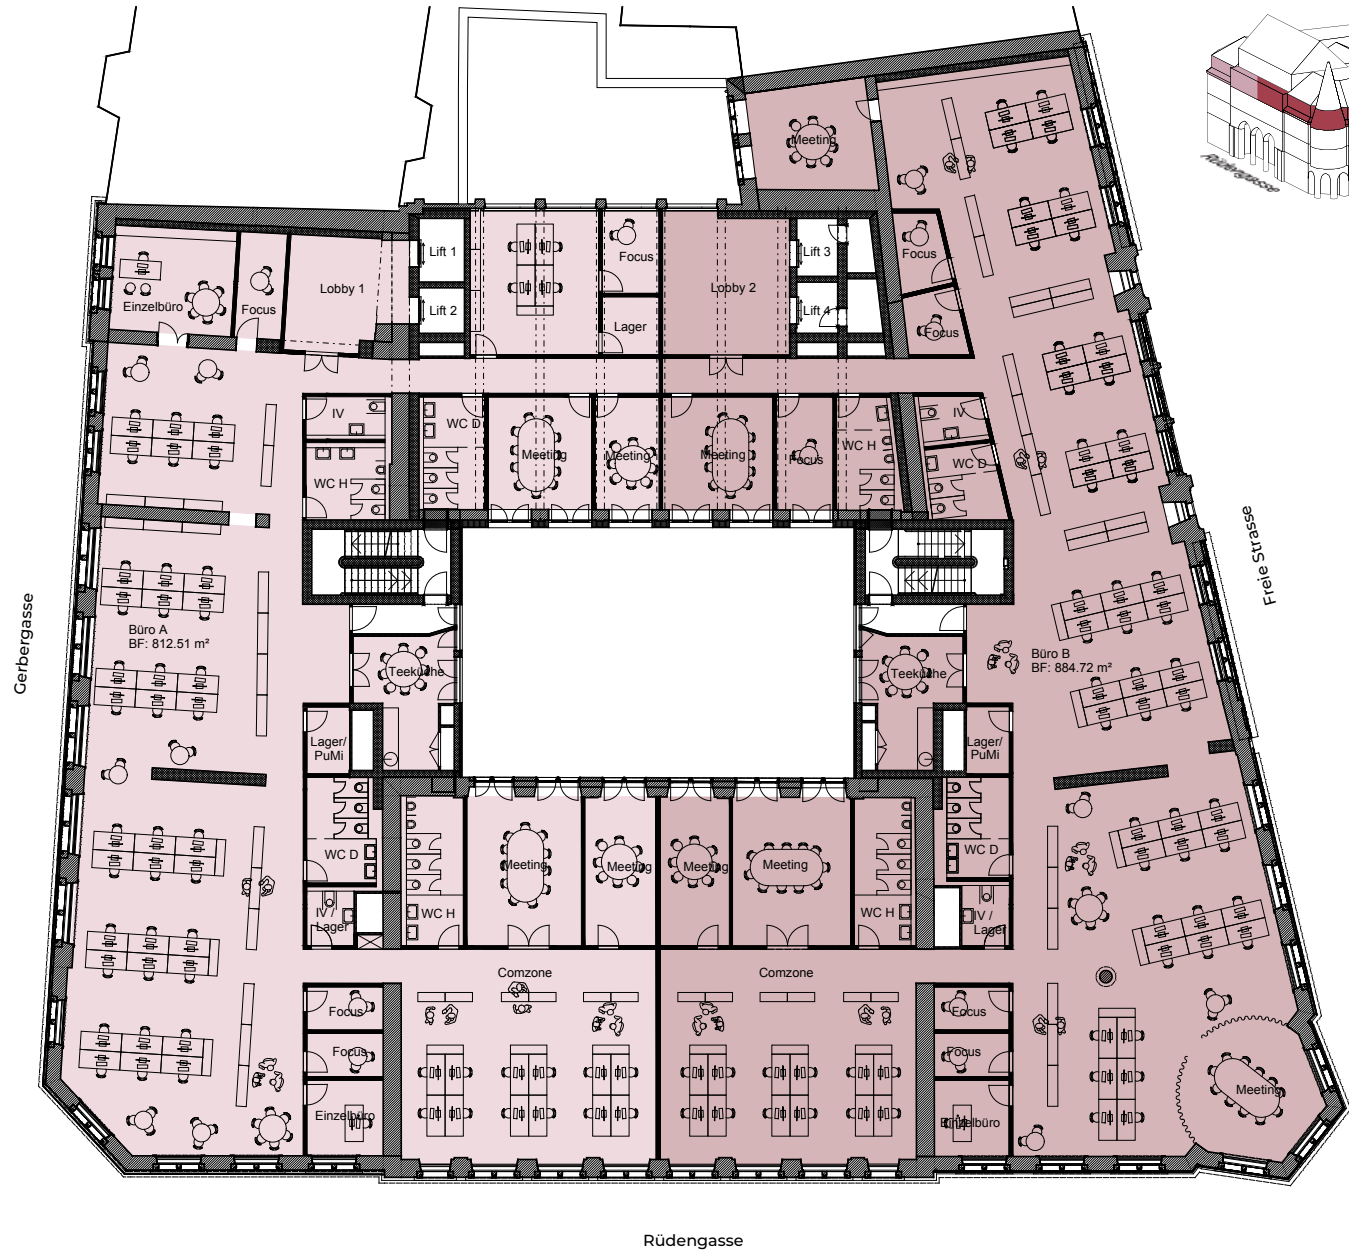 Meeting
Rüdengasse
Lift 1
Focus
Lift 3
Focus
Einzelbüro
Focus
Lobby 1
Lobby 2
Lift 2
Lager
Lift 4
Focus
IV
WC D
Meeting
Meeting
Meeting
Focus
WC H
IV
WC H
WC D
Freie Strasse
Gerbergasse
Büro A
BF: 812.51 m²
Büro B
BF: 884.72 m²
Teeküche
Teeküche
Lager/
PuMi
Lager/
PuMi
WC D
Meeting
Meeting
Meeting
Meeting
WC D
IV /
Lager
WC H
WC H
IV /
Lager
Comzone
Comzone
Focus
Focus
Focus
Focus
Meeting
Einzelbüro
Einzelbüro
Rüdengasse